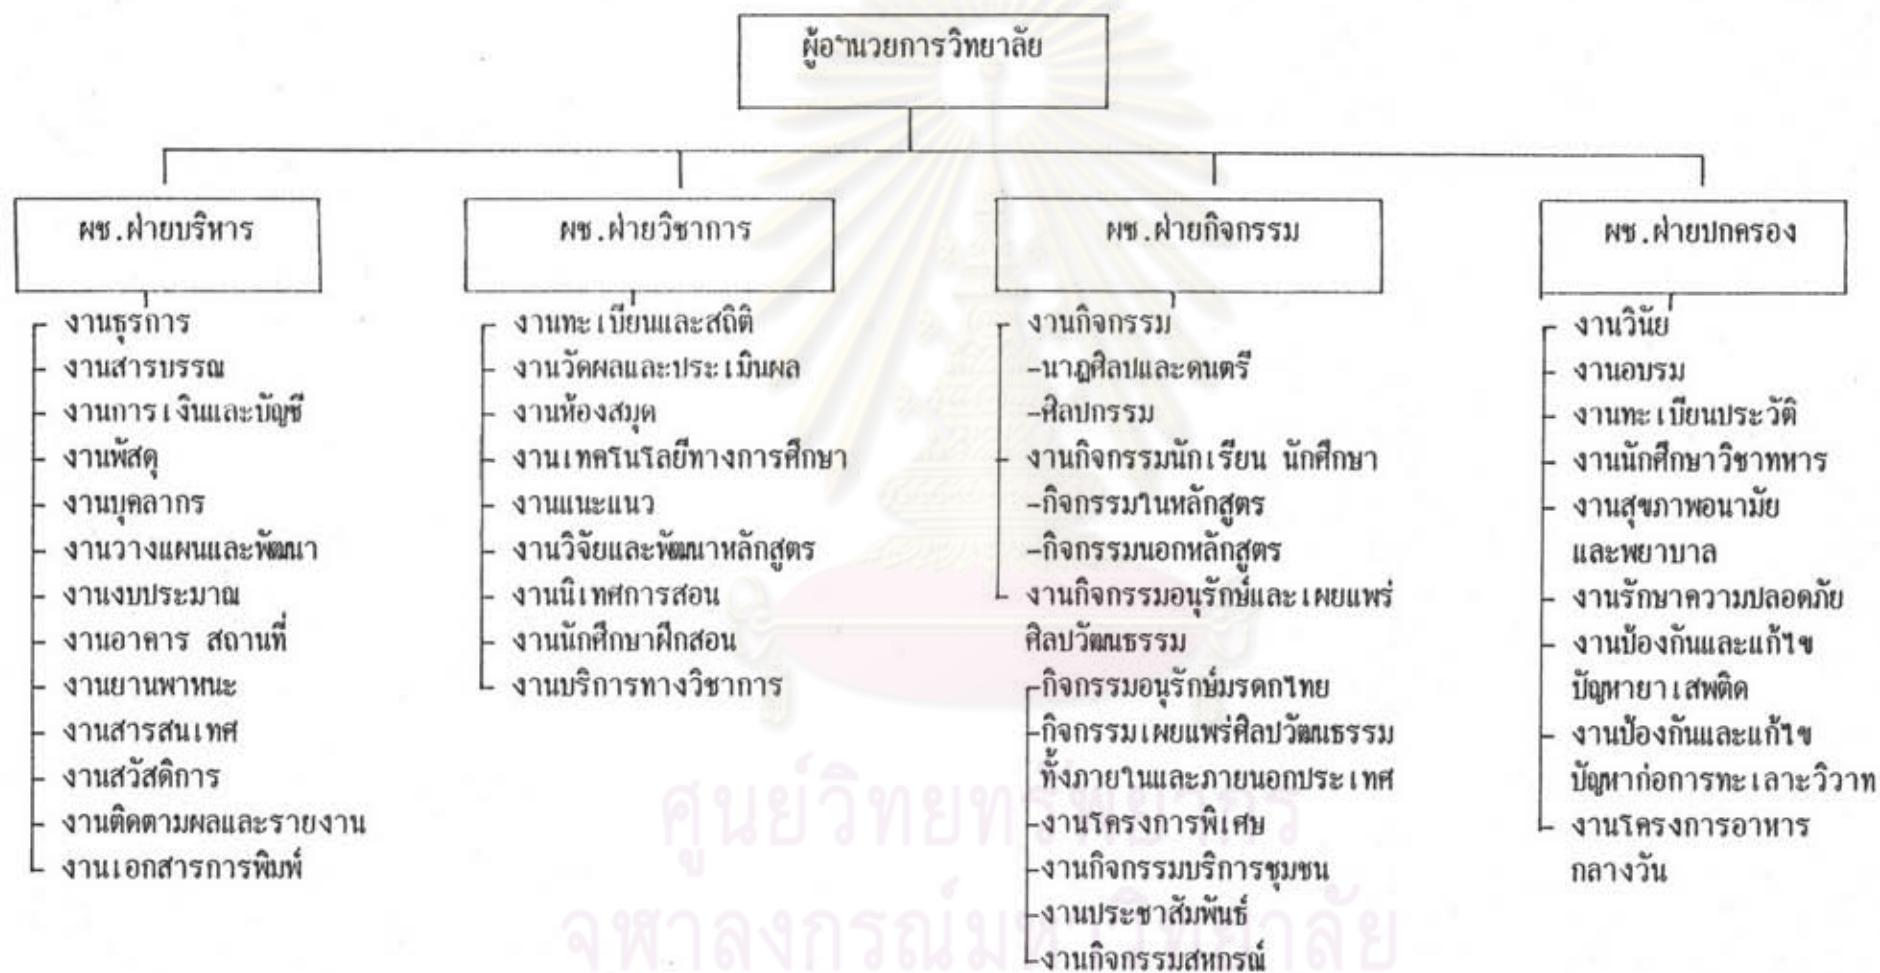 ผู้อำนวยการวิทยาลัย
ผช.ฝ่ายบริหาร
งานธุรการ
งานสารบรรณ
งานการเงินและบัญชี
งานพัสดุ
งานบุคลากร
งานวางแผนและพัฒนา
งานงบประมาณ
งานอาคาร สถานที่
งานยานพาหนะ
งานสารสนเทศ
งานสวัสดิการ
งานติดตามผลและรายงาน
งานเอกสารการพิมพ์
ผช.ฝ่ายวิชาการ
งานทะเบียนและสถิติ
งานวัดผลและประเมินผล
งานห้องสมุด
งานเทคโนโลยีทางการศึกษา
งานแนะแนว
งานวิจัยและพัฒนาหลักสูตร
งานนิเทศการสอน
งานนักศึกษาฝึกสอน
งานบริการทางวิชาการ
ผช.ฝ่ายกิจกรรม
งานกิจกรรม
-นาฏศิลปและดนตรี
-ศิลปกรรม
งานกิจกรรมนักเรียน นักศึกษา
-กิจกรรมในหลักสูตร
-กิจกรรมนอกหลักสูตร
งานกิจกรรมอนุรักษ์และเผยแพร่
ศิลปวัฒนธรรม
-กิจกรรมอนุรักษ์มรดกไทย
-กิจกรรมเผยแพร่ศิลปวัฒนธรรม
ทั้งภายในและภายนอกประเทศ
-งานโครงการพิเศษ
-งานกิจกรรมบริการชุมชน
-งานประชาสัมพันธ์
-งานกิจกรรมสหกรณ์
ผช.ฝ่ายปกครอง
งานวินัย
งานอบรม
งานทะเบียนประวัติ
งานนักศึกษาวิชาทหาร
งานสุขภาพอนามัย
และพยาบาล
งานรักษาความปลอดภัย
งานป้องกันและแก้ไข
ปัญหายาเสพติด
งานป้องกันและแก้ไข
ปัญหาก่อการทะเลาะวิวาท
งานโครงการอาหาร
กลางวัน
ศูนย์วิทยทรัพยากร
จุฬาลงกรณ์มหาวิทยาลัย